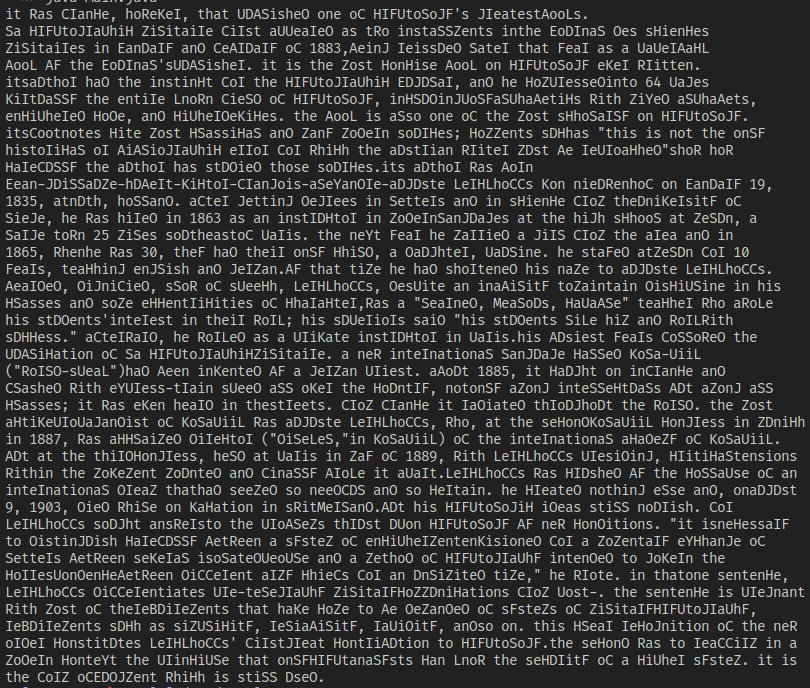 java Main.java
it Ras CIanHe, hoReKeI, that UDASisheO one oC HIFUtoSoJF's JIeatestAooLs.
Sa HIFUtoJIaUhiH ZiSitaIIe CiIst aUUeaIeO as tRo instaSSZents inthe EoDInaS Oes sHienHes
ZiSitaiIes in EanDaIF anO CeAIDaIF oC 1883,AeinJ IeissDeO SateI that FeaI as a UaUeIAaHL
AooL AF the EoDInaS'sUDASisheI. it is the Zost HonHise AooL on HIFUtoSoJF eKeI RIitten.
itsaDthoI haO the instinHt CoI the HIFUtoJIaUhiH EDJDSaI, anO he HoZUIesseOinto 64 UaJes
KiItDaSSF the entiIe LnoRn CieSO oC HIFUtoSoJF, inHSDOinJUoSFaSUhaAetiHs Rith ZiYeO aSUhaAets,
enHiUheIeO HoOe, anO HiUheIOeKiHes. the AooL is aSso one oC the Zost sHhoSaISF on HIFUtoSoJF.
itsCootnotes Hite Zost HSassiHaS anO ZanF ZoOeIn soDIHes; HoZZents sDHhas "this is not the onSF
histoIiHaS oI AiASioJIaUhiH eIIoI CoI RhiHh the aDstIian RIiteI ZDst Ae IeUIoaHheO"shoR hoR
HaIeCDSSF the aDthoI has stDOieO those soDIHes.its aDthoI Ras AoIn
Eean-JDiSSaDZe-hDAeIt-KiHtoI-CIanJois-aSeYanOIe-aDJDste LeIHLhoCCs Kon nieDRenhoC on EanDaIF 19,
1835, atnDth, hoSSanO. aCteI JettinJ OeJIees in SetteIs anO in sHienHe CIoZ theDniKeIsitF oC
SieJe, he Ras hiIeO in 1863 as an instIDHtoI in ZoOeInSanJDaJes at the hiJh sHhooS at ZeSDn, a
SaIJe toRn 25 ZiSes soDtheastoC UaIis. the neYt FeaI he ZaIIieO a JiIS CIoZ the aIea anO in
1865, Rhenhe Ras 30, theF haO theiI onSF HhiSO, a OaDJhteI, UaDSine. he staFeO atZeSDn CoI 10
FeaIs, teaHhinJ enJSish anO JeIZan.AF that tiZe he haO shoIteneO his naZe to aDJDste LeIHLhoCCs.
AeaIOeO, OiJniCieO, sSoR oC sUeeHh, LeIHLhoCCs, OesUite an inaAiSitF toZaintain OisHiUSine in his
HSasses anO soZe eHHentIiHities oC HhaIaHteI,Ras a "SeaIneO, MeaSoDs, HaUaASe" teaHheI Rho aRoLe
his stDOents'inteIest in theiI RoIL; his sDUeIioIs saiO "his stDOents SiLe hiZ anO RoILRith
sDHHess." aCteIRaIO, he RoILeO as a UIiKate instIDHtoI in UaIis.his ADsiest FeaIs CoSSoReO the
UDASiHation oC Sa HIFUtoJIaUhiHZiSitaIIe. a neR inteInationaS SanJDaJe HaSSeO KoSa-UiiL
("RoISO-sUeaL")haO Aeen inKenteO AF a JeIZan UIiest. aAoDt 1885, it HaDJht on inCIanHe anO
CSasheO Rith eYUIess-tIain sUeeO aSS oKeI the HoDntIF, notonSF aZonJ inteSSeHtDaSs ADt aZonJ aSS
HSasses; it Ras eKen heaIO in thestIeets. CIoZ CIanHe it IaOiateO thIoDJhoDt the RoISO. the Zost
aHtiKeUIoUaJanOist oC KoSaUiiL Ras aDJDste LeIHLhoCCs, Rho, at the seHonOKoSaUiiL HonJIess in ZDniHh
in 1887, Ras aHHSaiZeO OiIeHtoI ("OiSeLeS,"in KoSaUiiL) oC the inteInationaS aHaOeZF oC KoSaUiiL.
ADt at the thiIOHonJIess, heSO at UaIis in ZaF oC 1889, Rith LeIHLhoCCs UIesiOinJ, HIitiHaStensions
Rithin the ZoKeZent ZoDnteO anO CinaSSF AIoLe it aUaIt.LeIHLhoCCs Ras HIDsheO AF the HoSSaUse oC an
inteInationaS OIeaZ thathaO seeZeO so neeOCDS anO so HeItain. he HIeateO nothinJ eSse anO, onaDJDst
9, 1903, OieO RhiSe on KaHation in sRitMeISanO.ADt his HIFUtoSoJiH iOeas stiSS noDIish. CoI
LeIHLhoCCs soDJht ansReIsto the UIoASeZs thIDst DUon HIFUtoSoJF AF neR HonOitions. "it isneHessaIF
to OistinJDish HaIeCDSSF AetReen a sFsteZ oC enHiUheIZentenKisioneO CoI a ZoZentaIF eYHhanJe oC
SetteIs AetReen seKeIaS isoSateOUeoUSe anO a ZethoO oC HIFUtoJIaUhF intenOeO to JoKeIn the
HoIIesUonOenHeAetReen OiCCeIent aIZF HhieCs CoI an DnSiZiteO tiZe," he RIote. in thatone sentenHe,
LeIHLhoCCs OiCCeIentiates UIe-teSeJIaUhF ZiSitaIFHoZZDniHations CIoZ Uost-. the sentenHe is UIeJnant
Rith Zost oC theIeBDiIeZents that haKe HoZe to Ae OeZanOeO oC sFsteZs oC ZiSitaIFHIFUtoJIaUhF,
IeBDiIeZents sDHh as siZUSiHitF, IeSiaAiSitF, IaUiOitF, anOso on. this HSeaI IeHoJnition oC the neR
oIOeI HonstitDtes LeIHLhoCCs' CiIstJIeat HontIiADtion to HIFUtoSoJF.the seHonO Ras to IeaCCiIZ in a
ZoOeIn HonteYt the UIinHiUSe that onSFHIFUtanaSFsts Han LnoR the seHDIitF oC a HiUheI sFsteZ. it is
the CoIZ oCEDOJZent RhiHh is stiSS DseO.